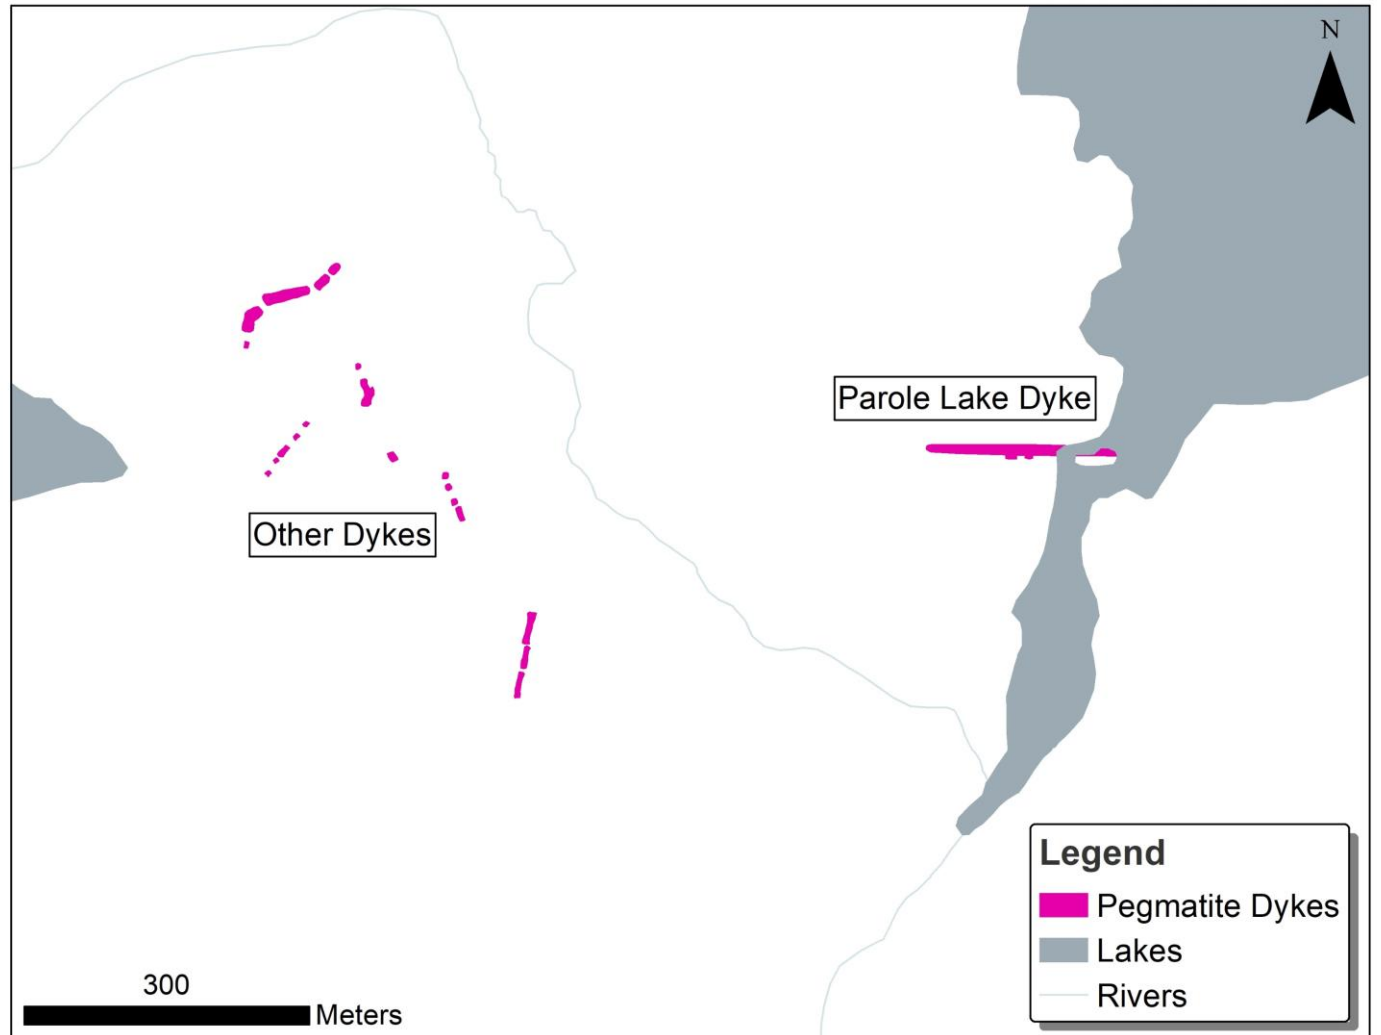 N
Parole Lake Dyke
Other Dykes
Legend
Pegmatite Dykes
Lakes
Rivers
300
Meters